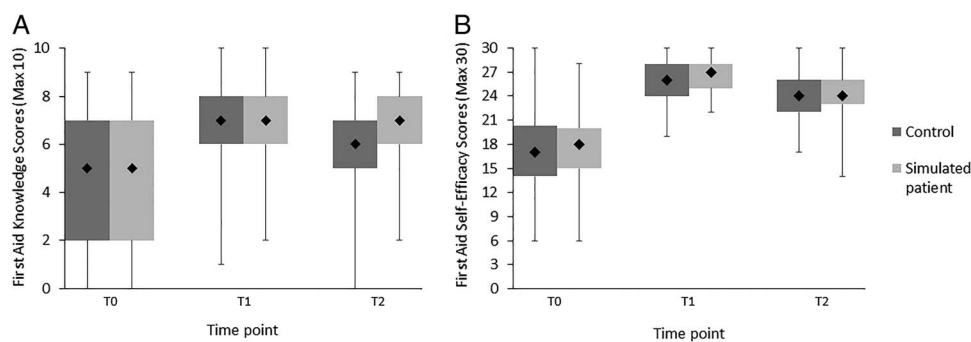 A
First Aid Knowledge Scores (Max 10)
10
8
6
4
2
0
T0
T1
T2
Time point
B
First Aid Self-Efficacy Scores (Max 30)
30
27
24
21
18
15
12
9
6
3
0
T0
T1
T2
Time point
Control
Simulated
patient